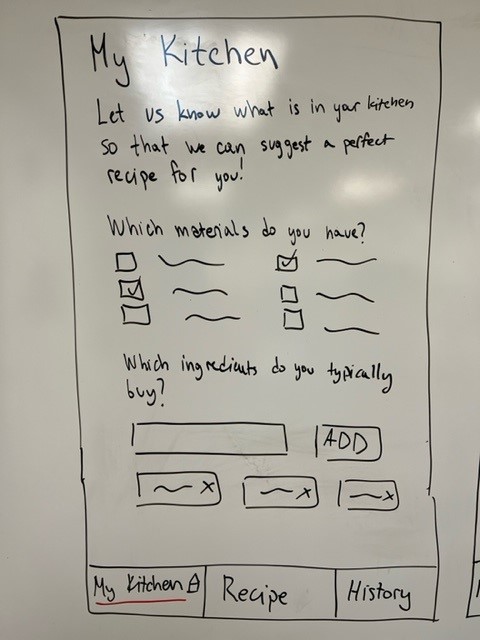 My Kitchen
Let us know what is in your kitchen
so that we can suggest a perfect
recipe for you!
Which materials do you have?
Which ingredients do you typically
buy?
ADD
x x x
My Kitchen Recipe History